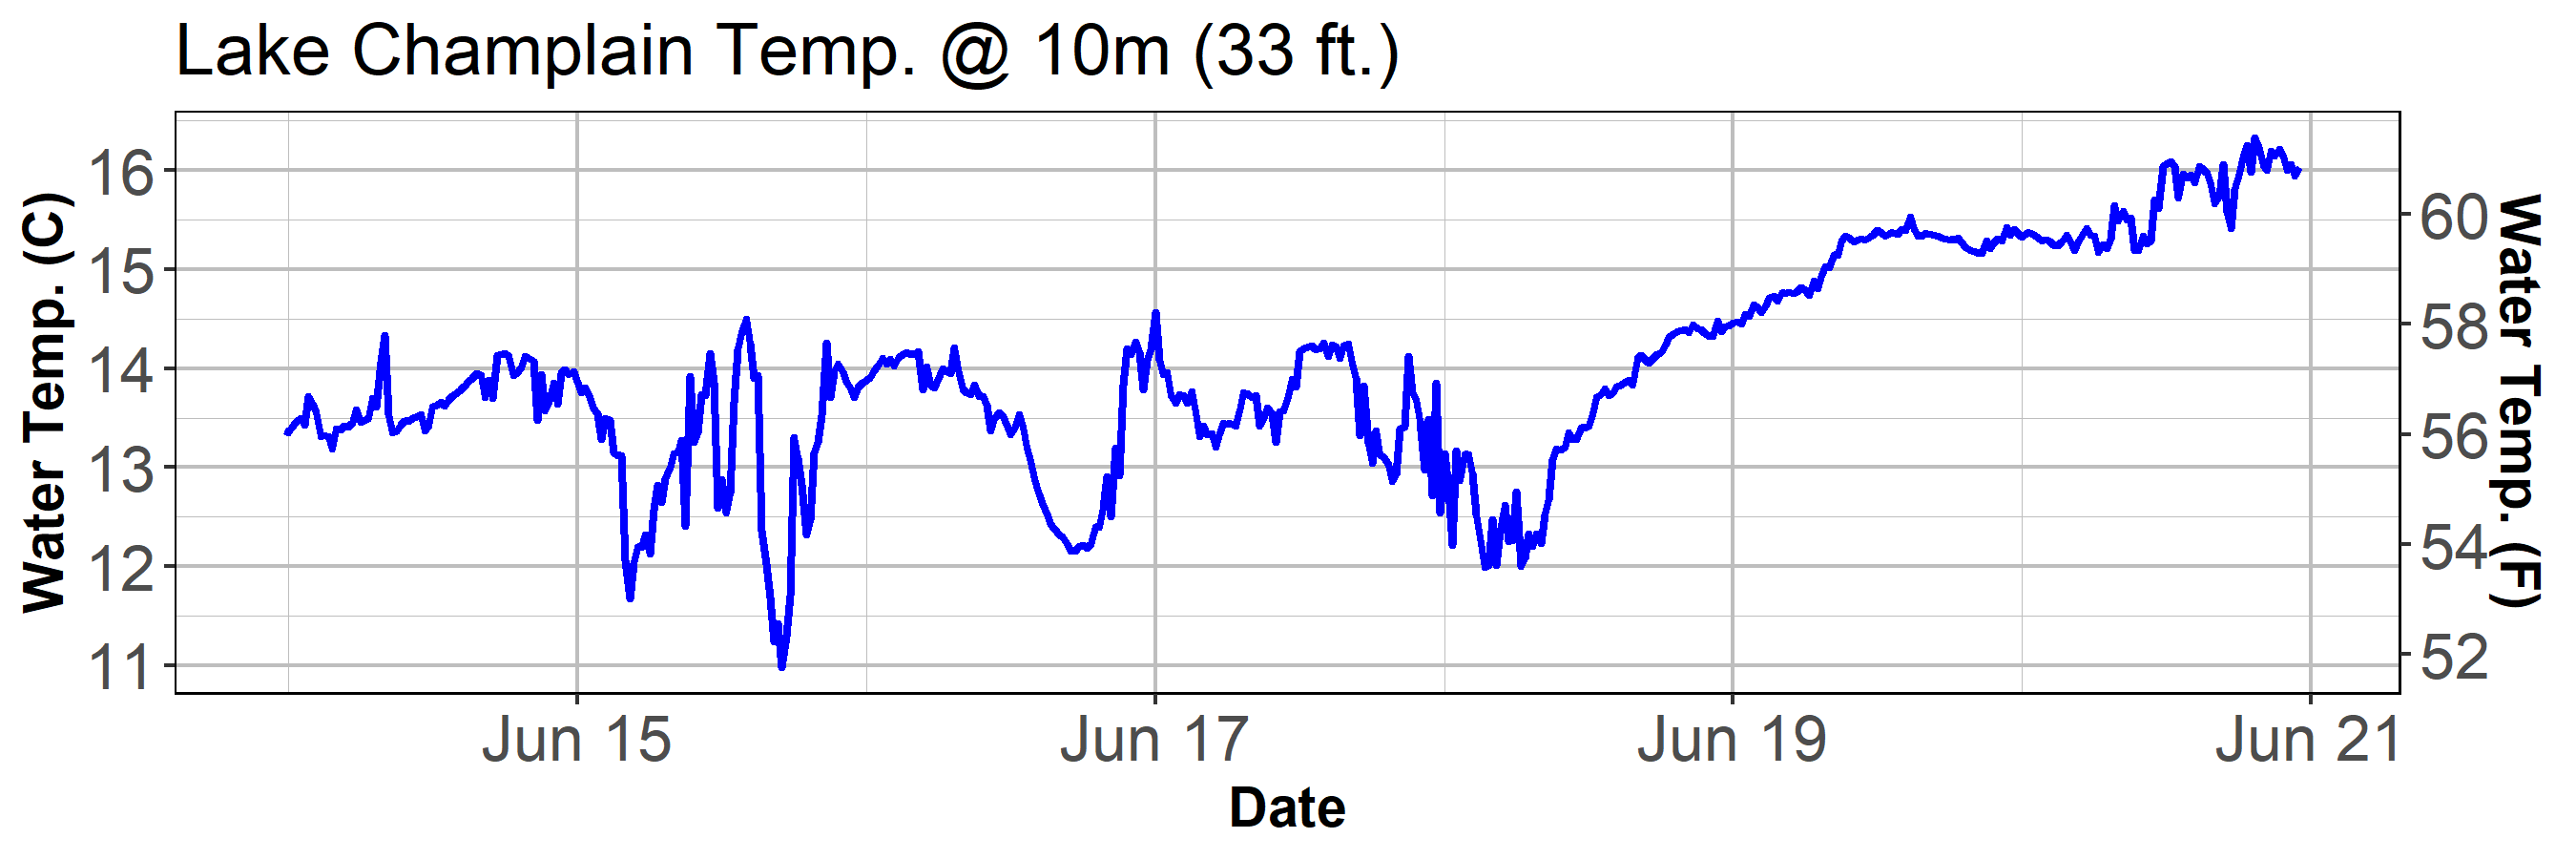 Lake Champlain Temp. @ 10m (33 ft.)
Water Temp. (C)
16
15
14
13
12
11
60
58
56
54
52
Water Temp. (F)
Jun 15
Jun 17
Jun 19
Jun 21
Date